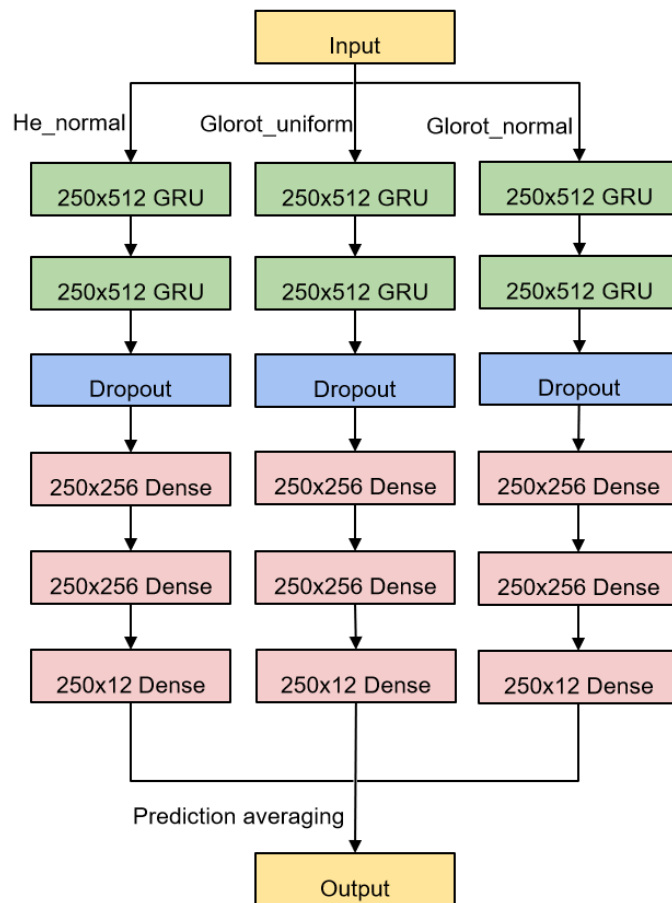 Input
He_normal
Glorot_uniform
Glorot_normal
250x512 GRU
250x512 GRU
250x512 GRU
250x512 GRU
250x512 GRU
250x512 GRU
Dropout
Dropout
Dropout
250x256 Dense
250x256 Dense
250x256 Dense
250x256 Dense
250x256 Dense
250x256 Dense
250x12 Dense
250x12 Dense
250x12 Dense
Prediction averaging
Output